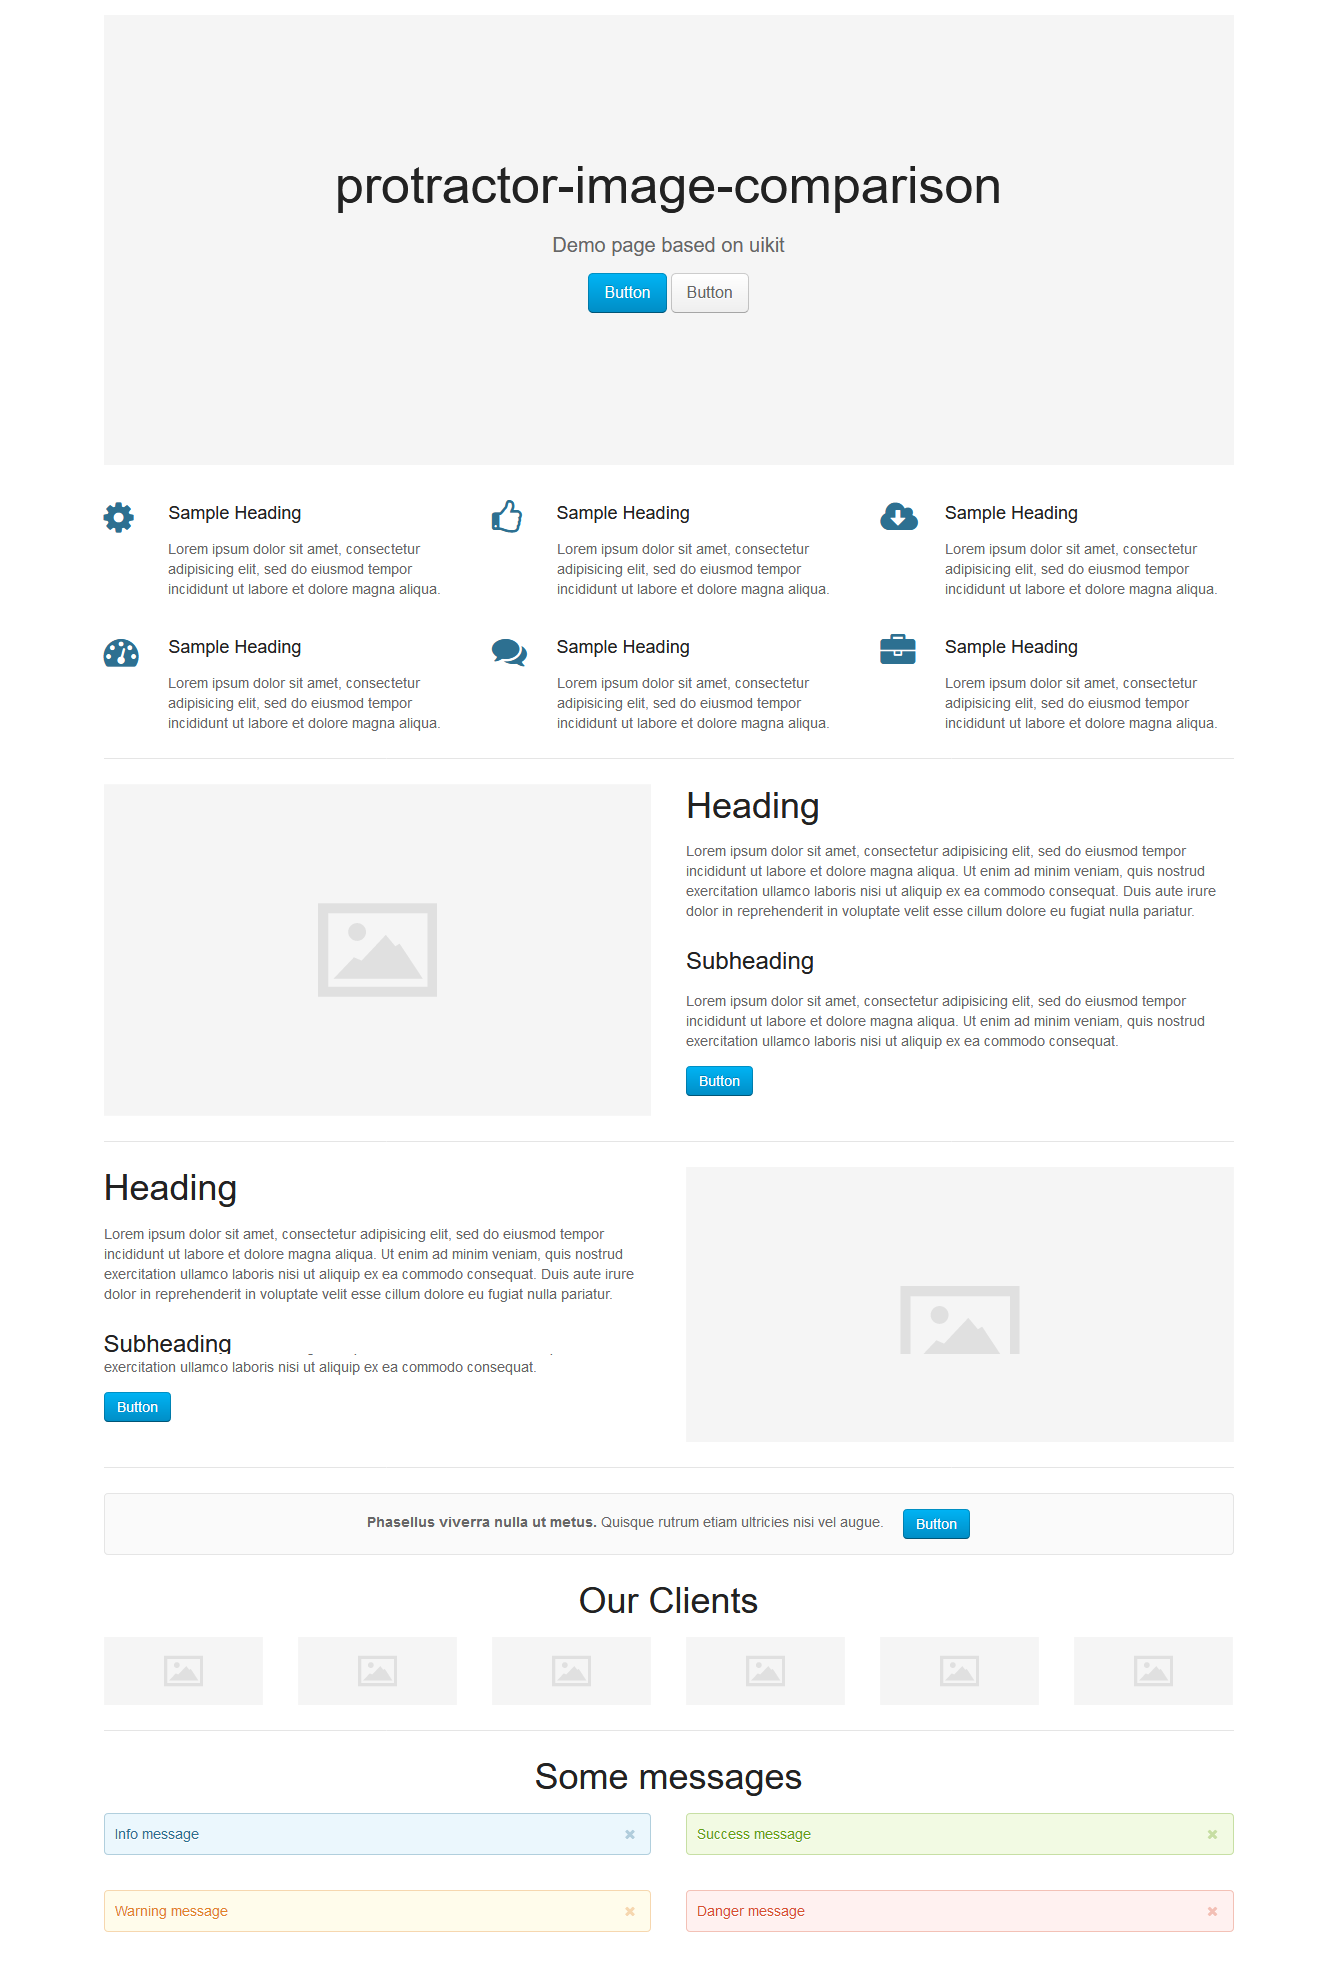 protractor-image-comparison
Demo page based on uikit
Button Button
Sample Heading
Lorem ipsum dolor sit amet, consectetur
adipisicing elit, sed do eiusmod tempor
incididunt ut labore et dolore magna aliqua.
Sample Heading
Lorem ipsum dolor sit amet, consectetur
adipisicing elit, sed do eiusmod tempor
incididunt ut labore et dolore magna aliqua.
Sample Heading
Lorem ipsum dolor sit amet, consectetur
adipisicing elit, sed do eiusmod tempor
incididunt ut labore et dolore magna aliqua.
Sample Heading
Lorem ipsum dolor sit amet, consectetur
adipisicing elit, sed do eiusmod tempor
incididunt ut labore et dolore magna aliqua.
Sample Heading
Lorem ipsum dolor sit amet, consectetur
adipisicing elit, sed do eiusmod tempor
incididunt ut labore et dolore magna aliqua.
Sample Heading
Lorem ipsum dolor sit amet, consectetur
adipisicing elit, sed do eiusmod tempor
incididunt ut labore et dolore magna aliqua.
Heading
Lorem ipsum dolor sit amet, consectetur adipisicing elit, sed do eiusmod tempor
incididunt ut labore et dolore magna aliqua. Ut enim ad minim veniam, quis nostrud
exercitation ullamco laboris nisi ut aliquip ex ea commodo consequat. Duis aute irure
dolor in reprehenderit in voluptate velit esse cillum dolore eu fugiat nulla pariatur.
Subheading
Lorem ipsum dolor sit amet, consectetur adipisicing elit, sed do eiusmod tempor
incididunt ut labore et dolore magna aliqua. Ut enim ad minim veniam, quis nostrud
exercitation ullamco laboris nisi ut aliquip ex ea commodo consequat.
Button
Heading
Lorem ipsum dolor sit amet, consectetur adipisicing elit, sed do eiusmod tempor
incididunt ut labore et dolore magna aliqua. Ut enim ad minim veniam, quis nostrud
exercitation ullamco laboris nisi ut aliquip ex ea commodo consequat. Duis aute irure
dolor in reprehenderit in voluptate velit esse cillum dolore eu fugiat nulla pariatur.
Subheading
exercitation ullamco laboris nisi ut aliquip ex ea commodo consequat.
Button
Phasellus viverra nulla ut metus. Quisque rutrum etiam ultricies nisi vel augue. Button
Our Clients
Some messages
Info message
Success message
Warning message
Danger message